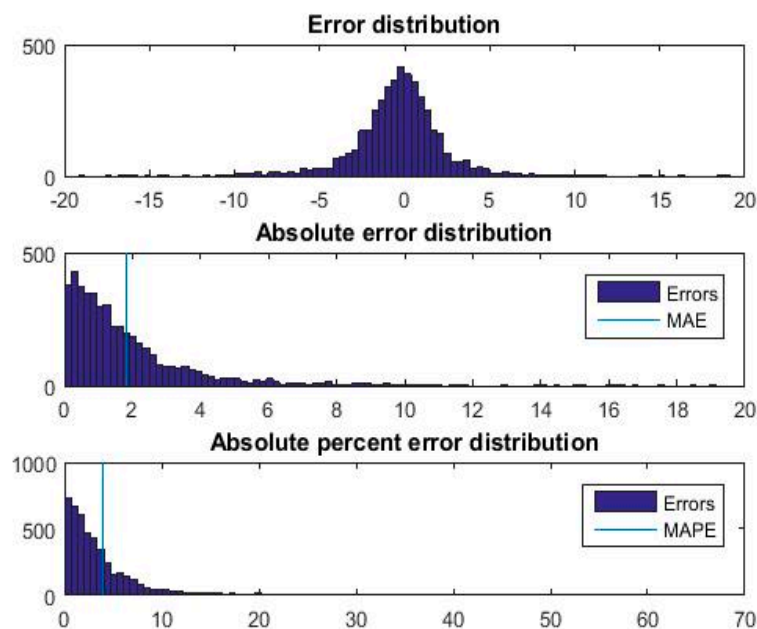 Error distribution
500
0
-20 -15 -10 -5 0 5 10 15 20
Absolute error distribution
500
0
Errors
MAE
0 2 4 6 8 10 12 14 16 18 20
Absolute percent error distribution
1000
500
0
Errors
MAPE
0 10 20 30 40 50 60 70